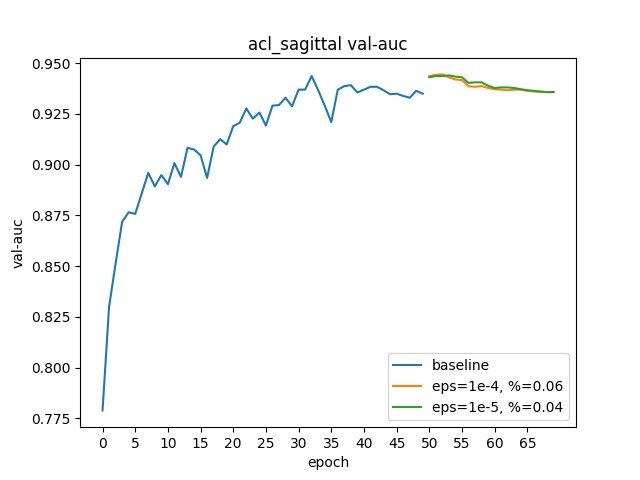 acl_sagittal val-auc
0.950
0.925
0.900
0.875
0.850
0.825
0.800
0.775
val-auc
baseline
eps=1e-4, %=0.06
eps=1e-5, %=0.04
0 5 10 15 20 25 30 35 40 45 50 55 60 65
epoch